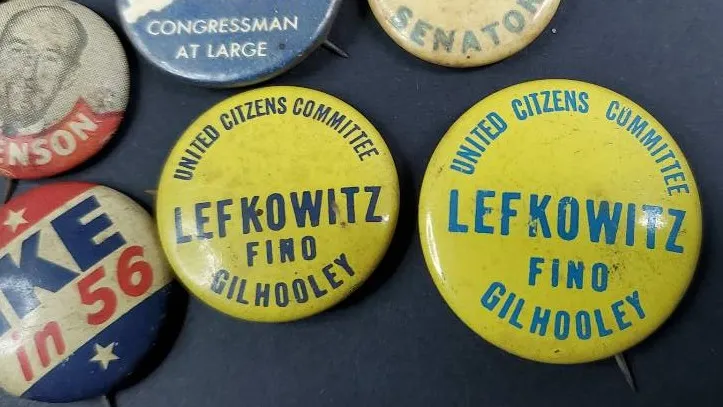 CONGRESSMAN
AT LARGE
SENATOR
ENSON
UNITED CITZENS COMMITTEE
LEFKOWITZ
FINO
GILHOOLEY
UNITED CITZENS COMMITTEE
LEFKOWITZ
FINO
GILHOOLEY
IKE
in 56